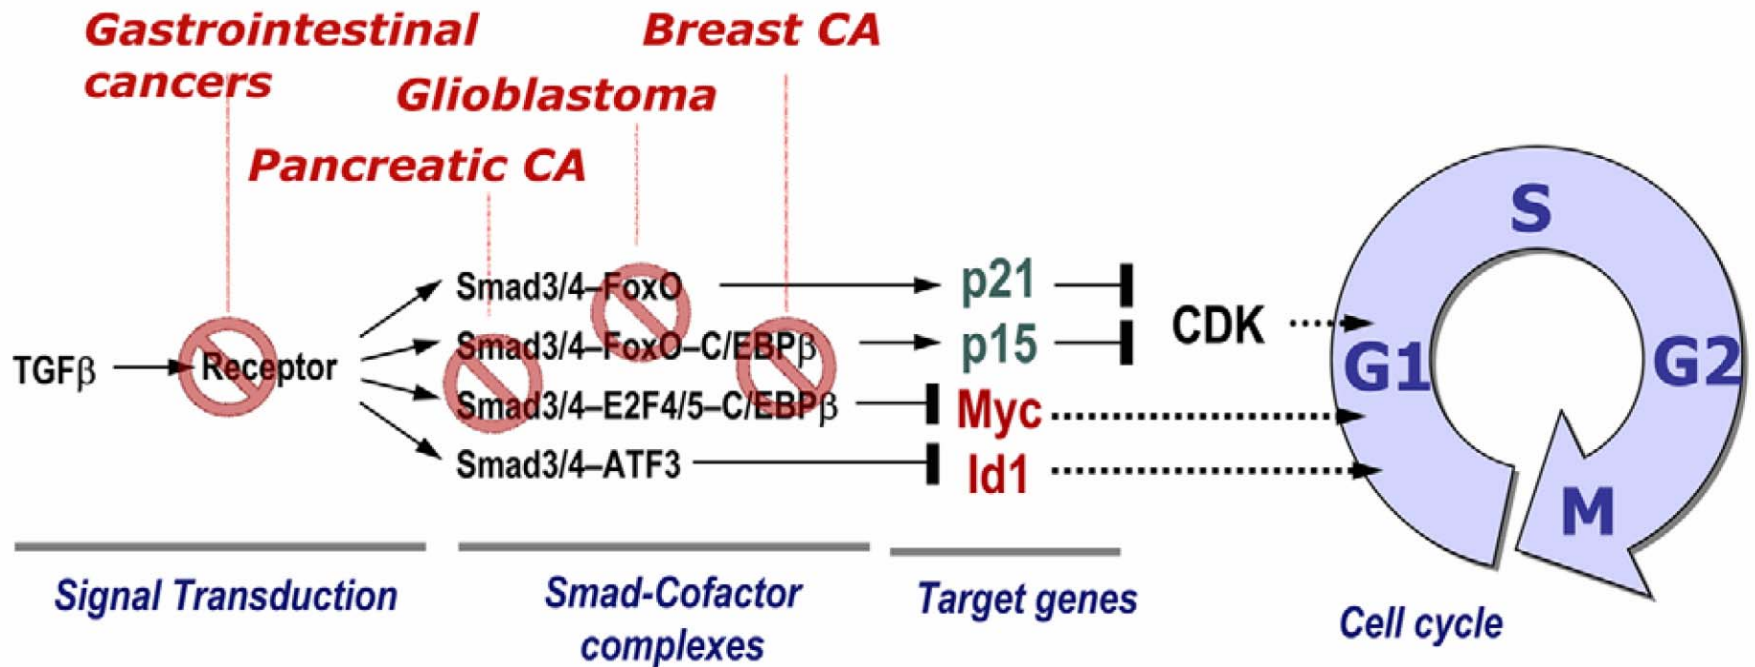 Gastrointestinal
cancers
Breast CA
Glioblastoma
Pancreatic CA
TGFβ
Receptor
Smad3/4–FoxO
Smad3/4–FoxO–C/EBPβ
Smad3/4–E2F4/5–C/EBPβ
Smad3/4–ATF3
p21
p15
Myc
Id1
CDK
S
G1
G2
M
Signal Transduction
Smad-Cofactor
complexes
Target genes
Cell cycle